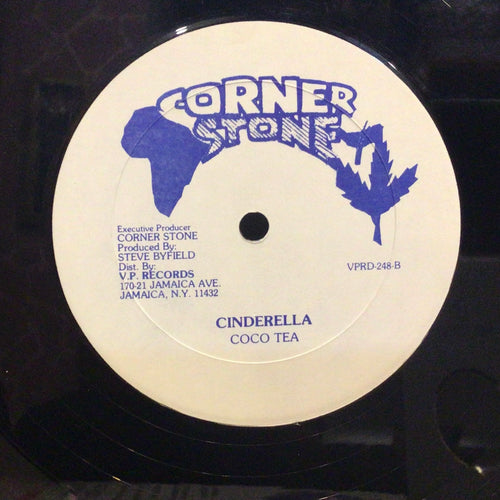 CORNER
STONE
Executive Producer
CORNER STONE
Produced By:
STEVE BYFIELD
Dist. By:
V.P. RECORDS
170-21 JAMAICA AVE.
JAMAICA, N.Y. 11432
VPRD-248-B
CINDERELLA
COCO TEA